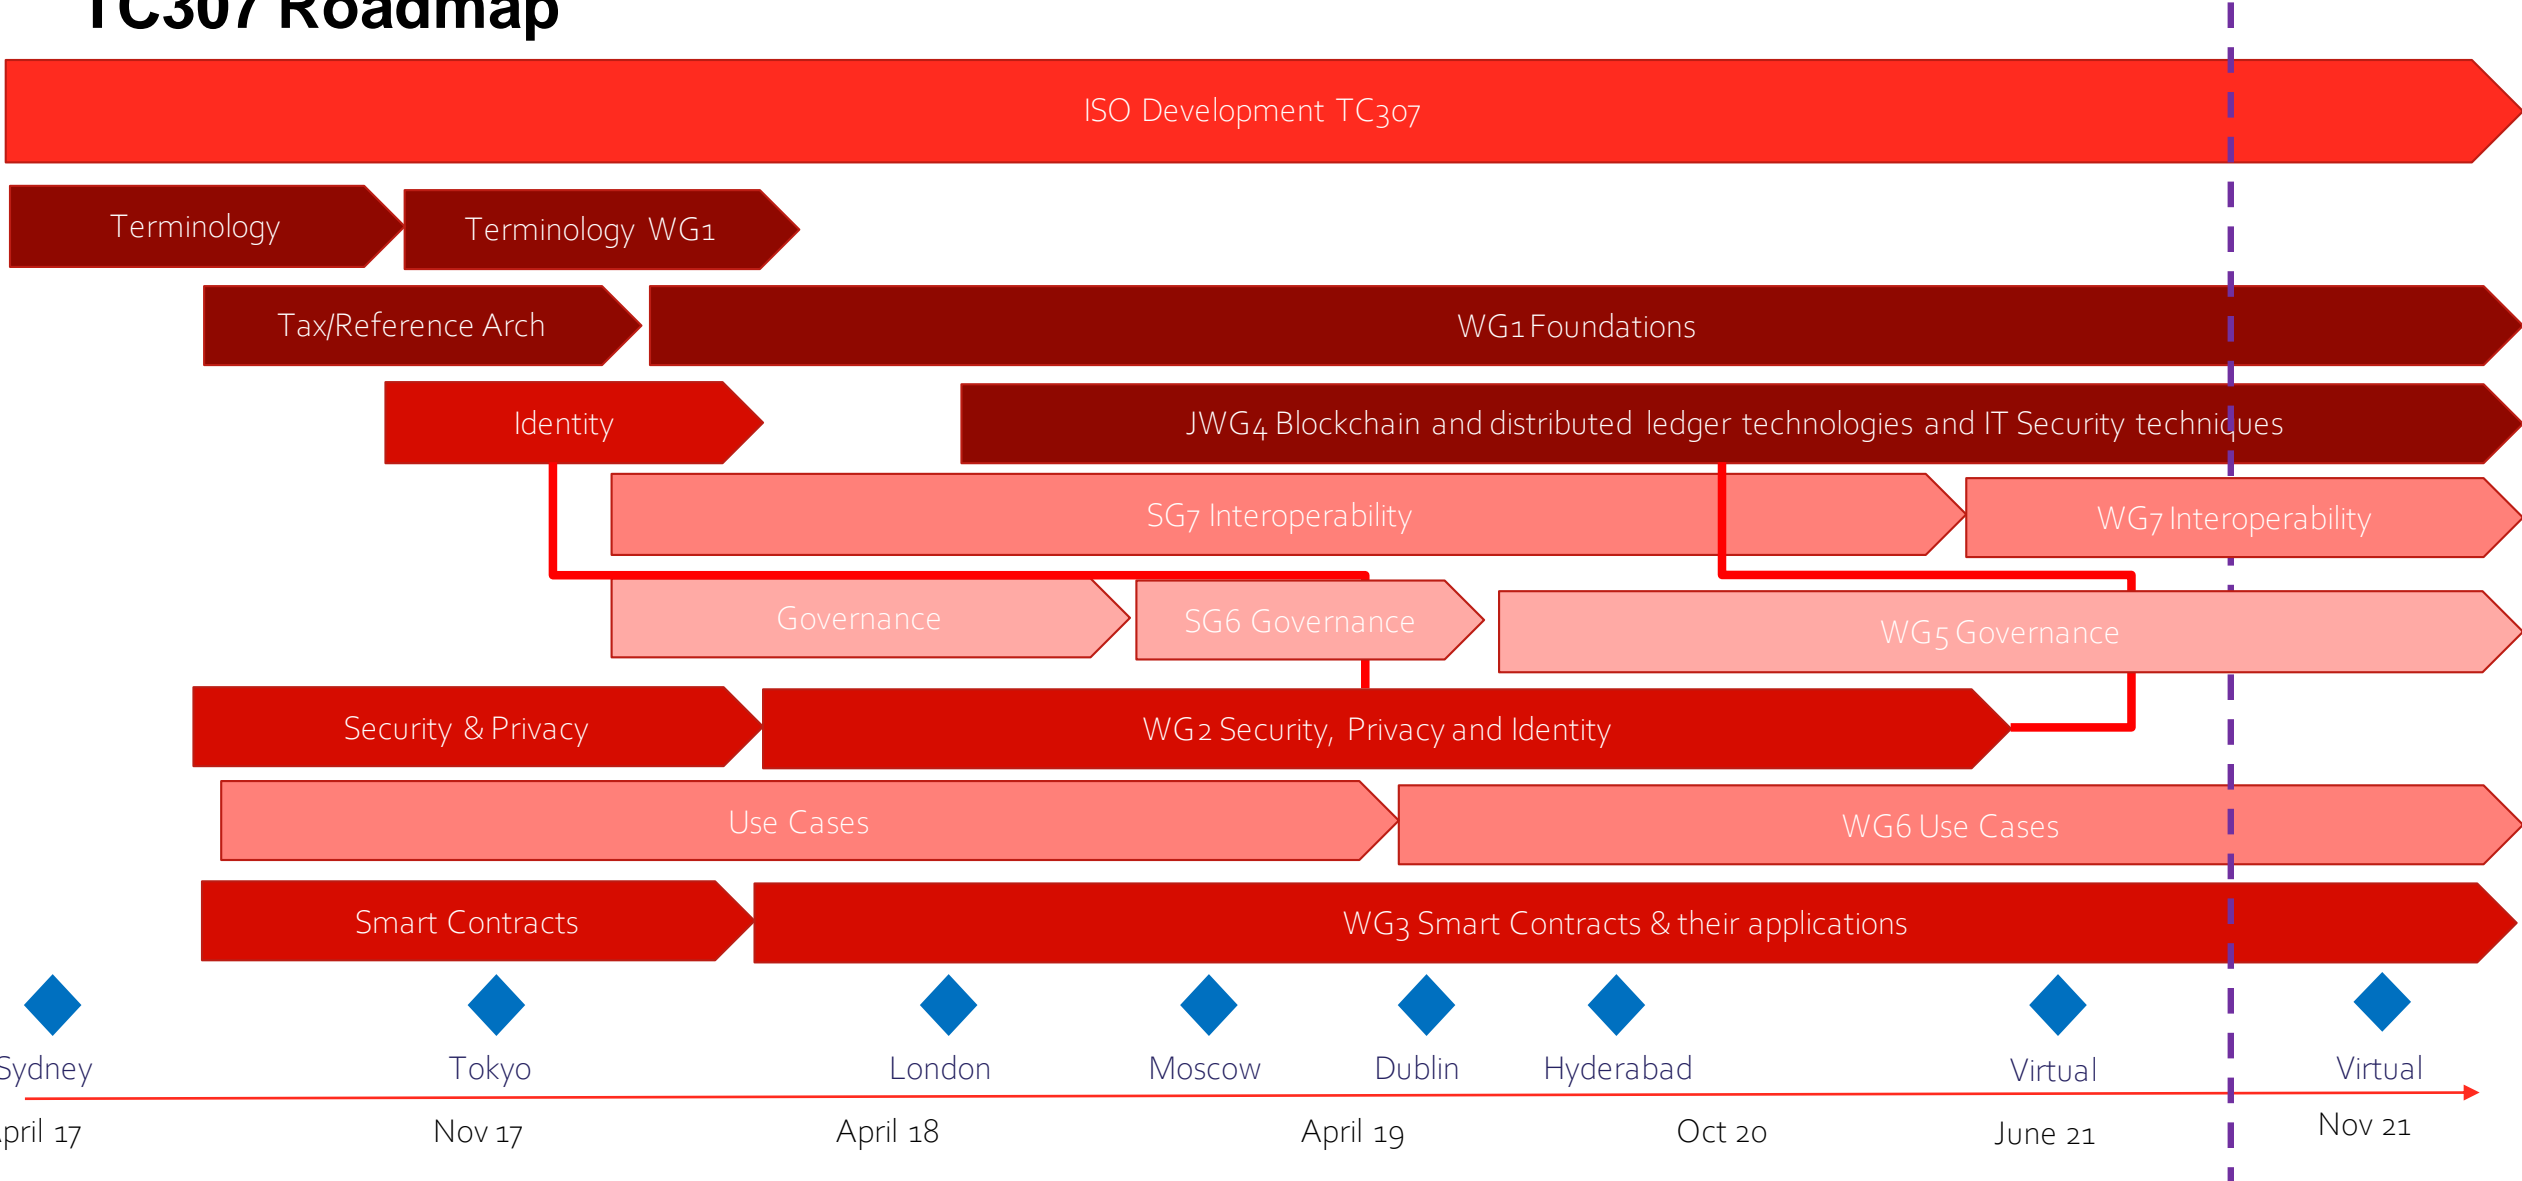 TC307 Roadmap
ISO Development TC307
Terminology
Terminology WG1
Tax/Reference Arch
WG1 Foundations
Identity
JWG4 Blockchain and distributed ledger technologies and IT Security techniques
SG7 Interoperability
WG7 Interoperability
Governance
SG6 Governance
WG5 Governance
Security & Privacy
WG2 Security, Privacy and Identity
Use Cases
WG6 Use Cases
Smart Contracts
WG3 Smart Contracts & their applications
Sydney
Tokyo
London
Moscow
Dublin
Hyderabad
Virtual
Virtual
April 17
Nov 17
April 18
April 19
Oct 20
June 21
Nov 21